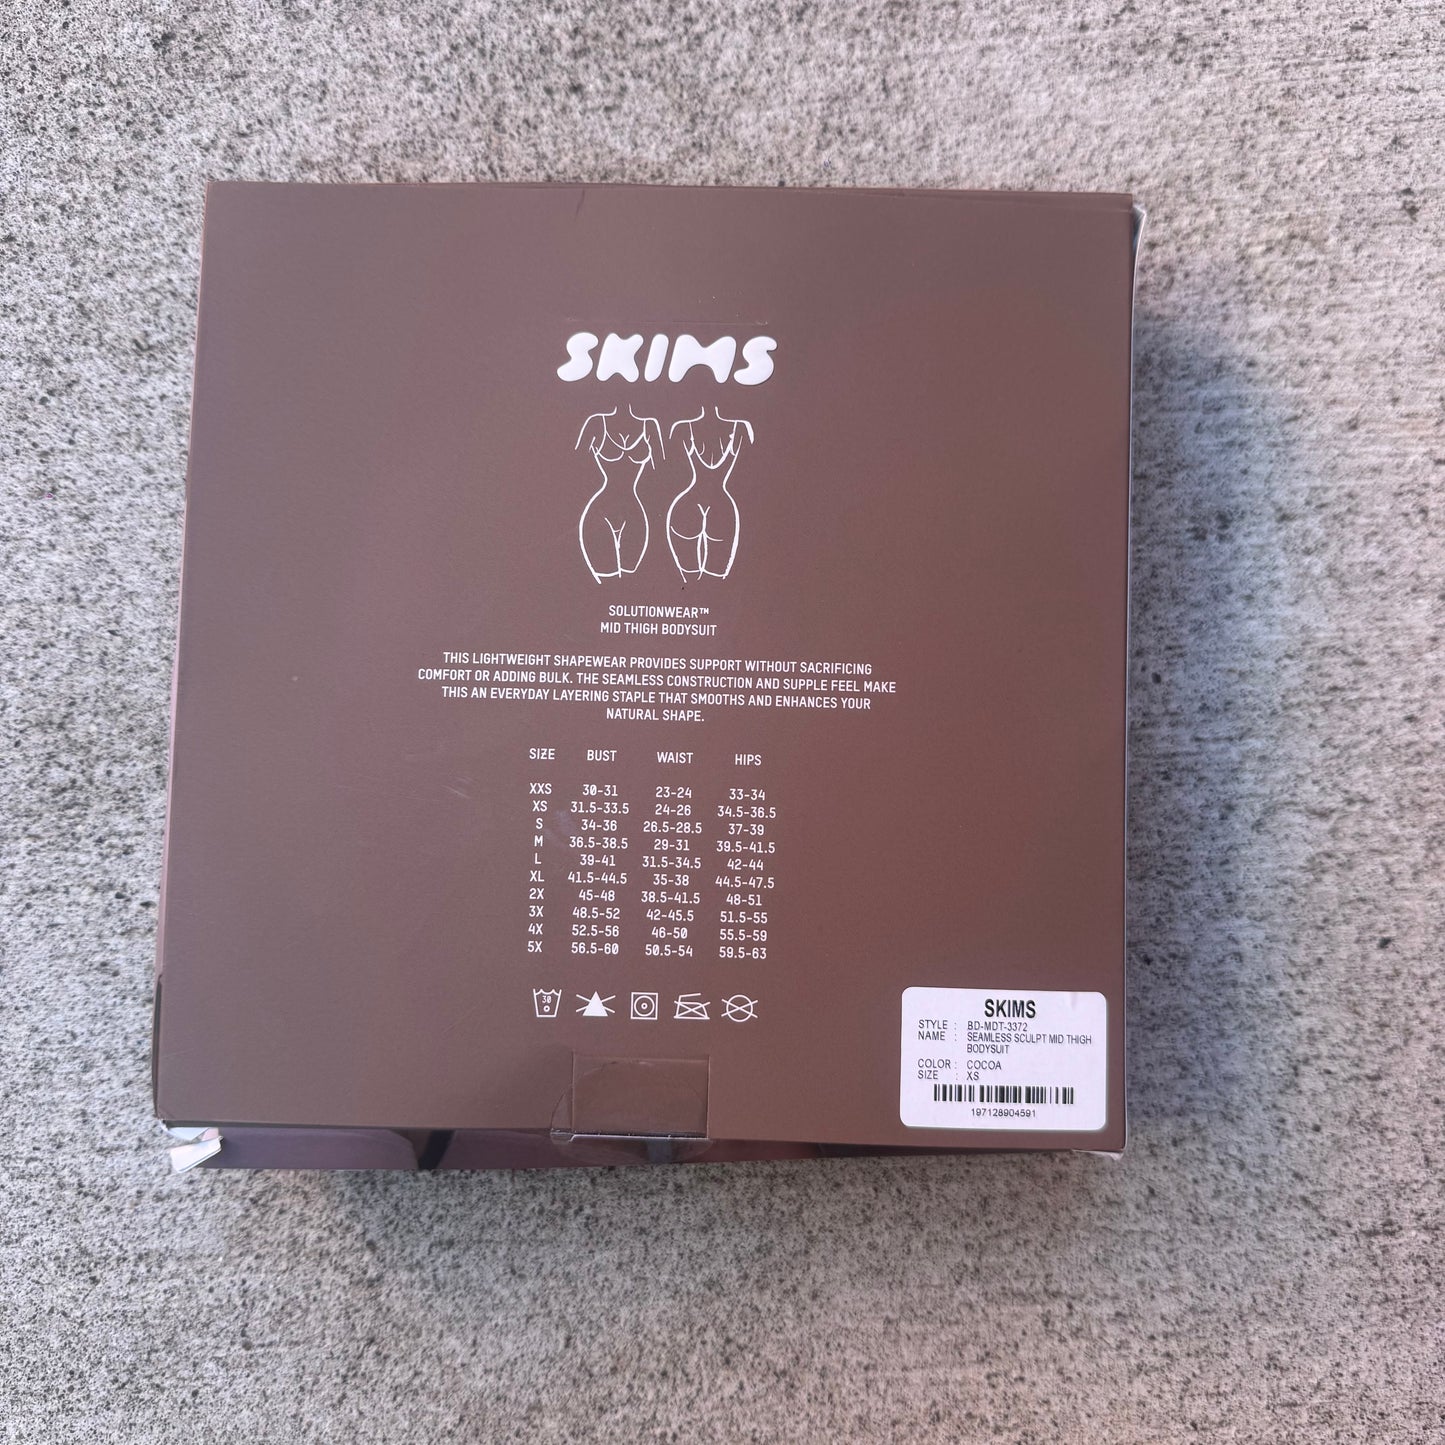 SKIMS
SOLUTIONWEAR™
MID THIGH BODYSUIT
THIS LIGHTWEIGHT SHAPEWEAR PROVIDES SUPPORT WITHOUT SACRIFICING
COMFORT OR ADDING BULK. THE SEAMLESS CONSTRUCTION AND SUPPLE FEEL MAKE
THIS AN EVERYDAY LAYERING STAPLE THAT SMOOTHS AND ENHANCES YOUR
NATURAL SHAPE.
SIZE BUST WAIST HIPS
XXS 30-31 23-24 33-34
XS 31.5-33.5 24-26 34.5-36.5
S 34-36 26.5-28.5 37-39
M 36.5-38.5 29-31 39.5-41.5
L 39-41 31.5-34.5 42-44
XL 41.5-44.5 35-38 44.5-47.5
2X 45-48 38.5-41.5 48-51
3X 48.5-52 42-45.5 51.5-55
4X 52.5-56 46-50 55.5-59
5X 56.5-60 50.5-54 59.5-63
30
SKIMS
STYLE : BD-MDT-3372
NAME : SEAMLESS SCULPT MID THIGH
BODYSUIT
COLOR : COCOA
SIZE : XS
197128904591